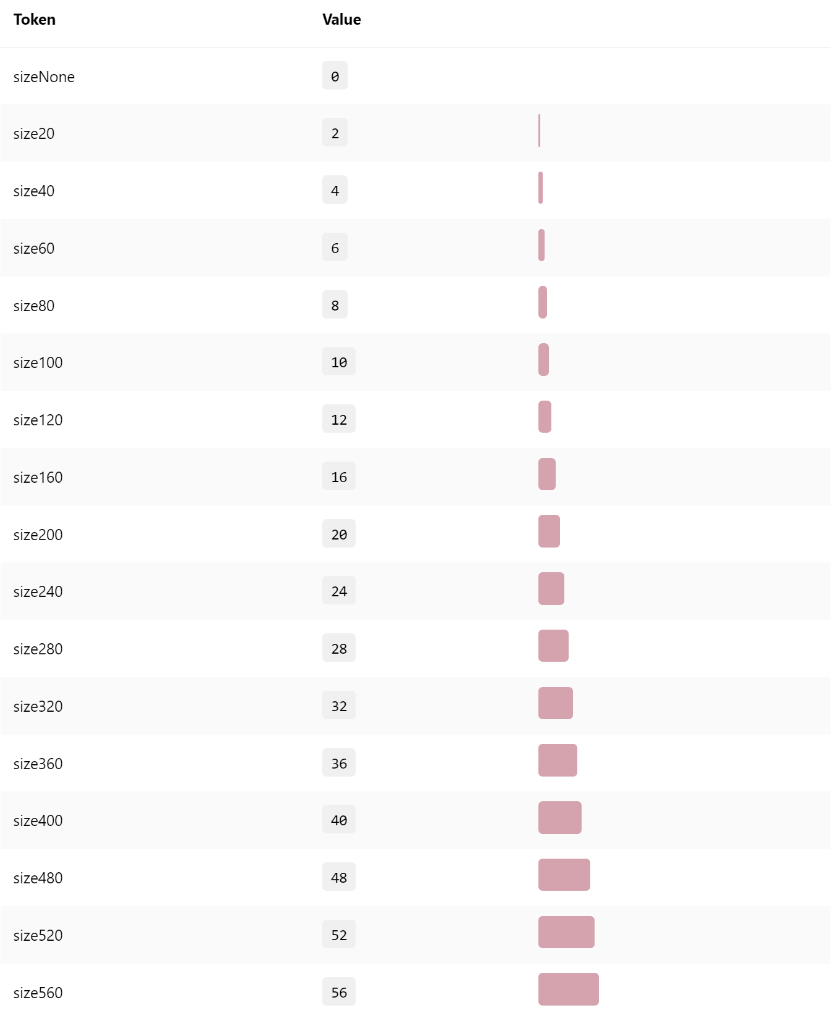 Token Value
sizeNone 0
size20 2
size40 4
size60 6
size80 8
size100 10
size120 12
size160 16
size200 20
size240 24
size280 28
size320 32
size360 36
size400 40
size480 48
size520 52
size560 56